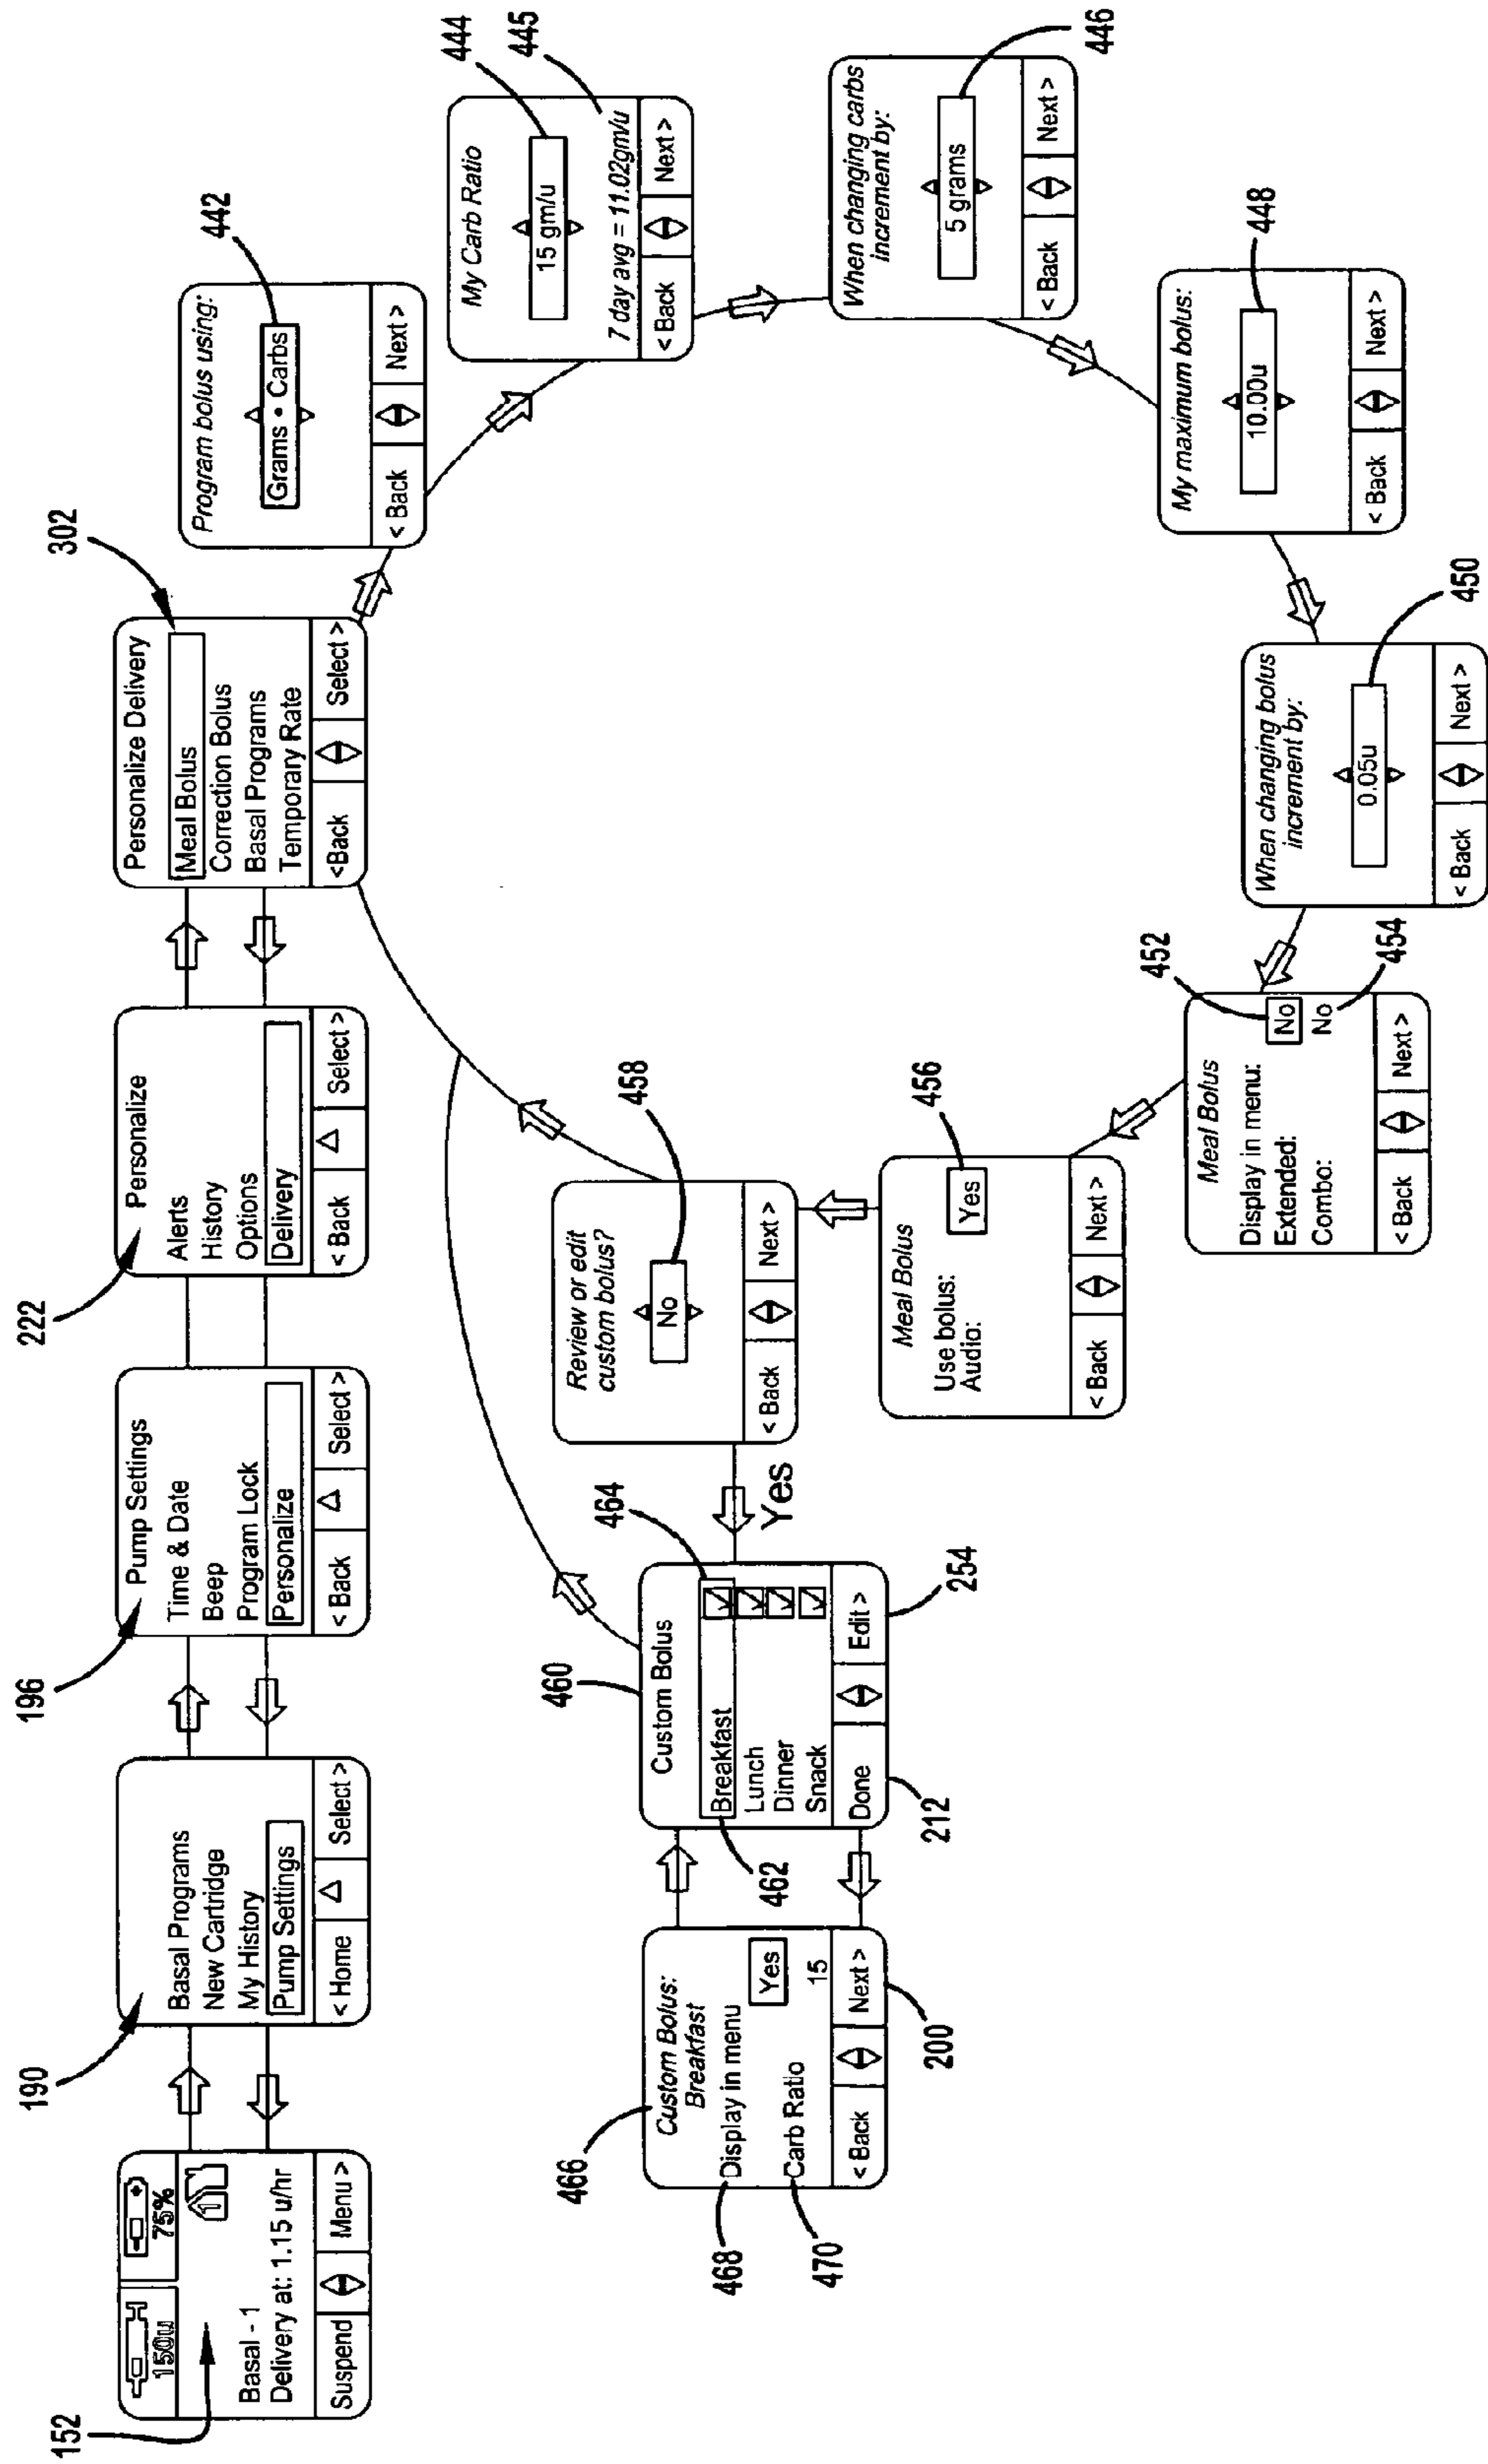 152
150u
75%
1
Basal - 1
Delivery at: 1.15 u/hr
Suspend
Menu >
190
Basal Programs
New Cartridge
My History
Pump Settings
< Home
Select >
196
Pump Settings
Time & Date
Beep
Program Lock
Personalize
< Back
Select >
222
Personalize
Alerts
History
Options
Delivery
< Back
Select >
302
Personalize Delivery
Meal Bolus
Correction Bolus
Basal Programs
Temporary Rate
<Back
Select >
442
Program bolus using:
Grams • Carbs
< Back
Next >
444
445
My Carb Ratio
15 gm/u
7 day avg = 11.02gm/u
< Back
Next >
446
When changing carbs
increment by:
5 grams
< Back
Next >
448
My maximum bolus:
10.00u
< Back
Next >
450
When changing bolus
increment by:
0.05u
< Back
Next >
452
454
Meal Bolus
Display in menu:
Extended: No
Combo: No
< Back
Next >
456
Meal Bolus
Use bolus:
Audio: Yes
< Back
Next >
458
Review or edit
custom bolus?
No
< Back
Next >
Yes
460
464
Custom Bolus
Breakfast
Lunch
Dinner
Snack
Done
Edit >
462
212
254
466
Custom Bolus:
Breakfast
Display in menu
Yes
Carb Ratio 15
< Back
Next >
468
470
200